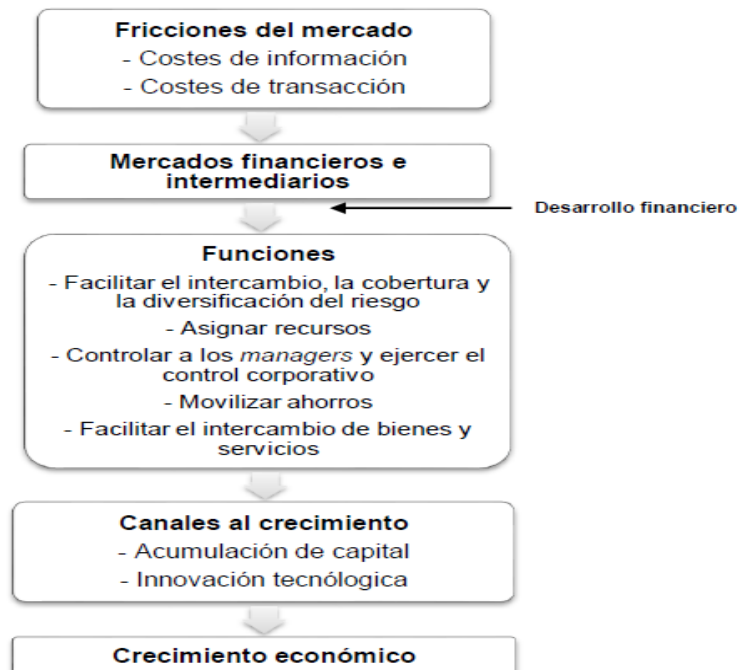 Fricciones del mercado
- Costes de información
- Costes de transacción
Mercados financieros e
intermediarios
Desarrollo financiero
Funciones
- Facilitar el intercambio, la cobertura y
la diversificación del riesgo
- Asignar recursos
- Controlar a los managers y ejercer el
control corporativo
- Movilizar ahorros
- Facilitar el intercambio de bienes y
servicios
Canales al crecimiento
- Acumulación de capital
- Innovación tecnólogica
Crecimiento económico